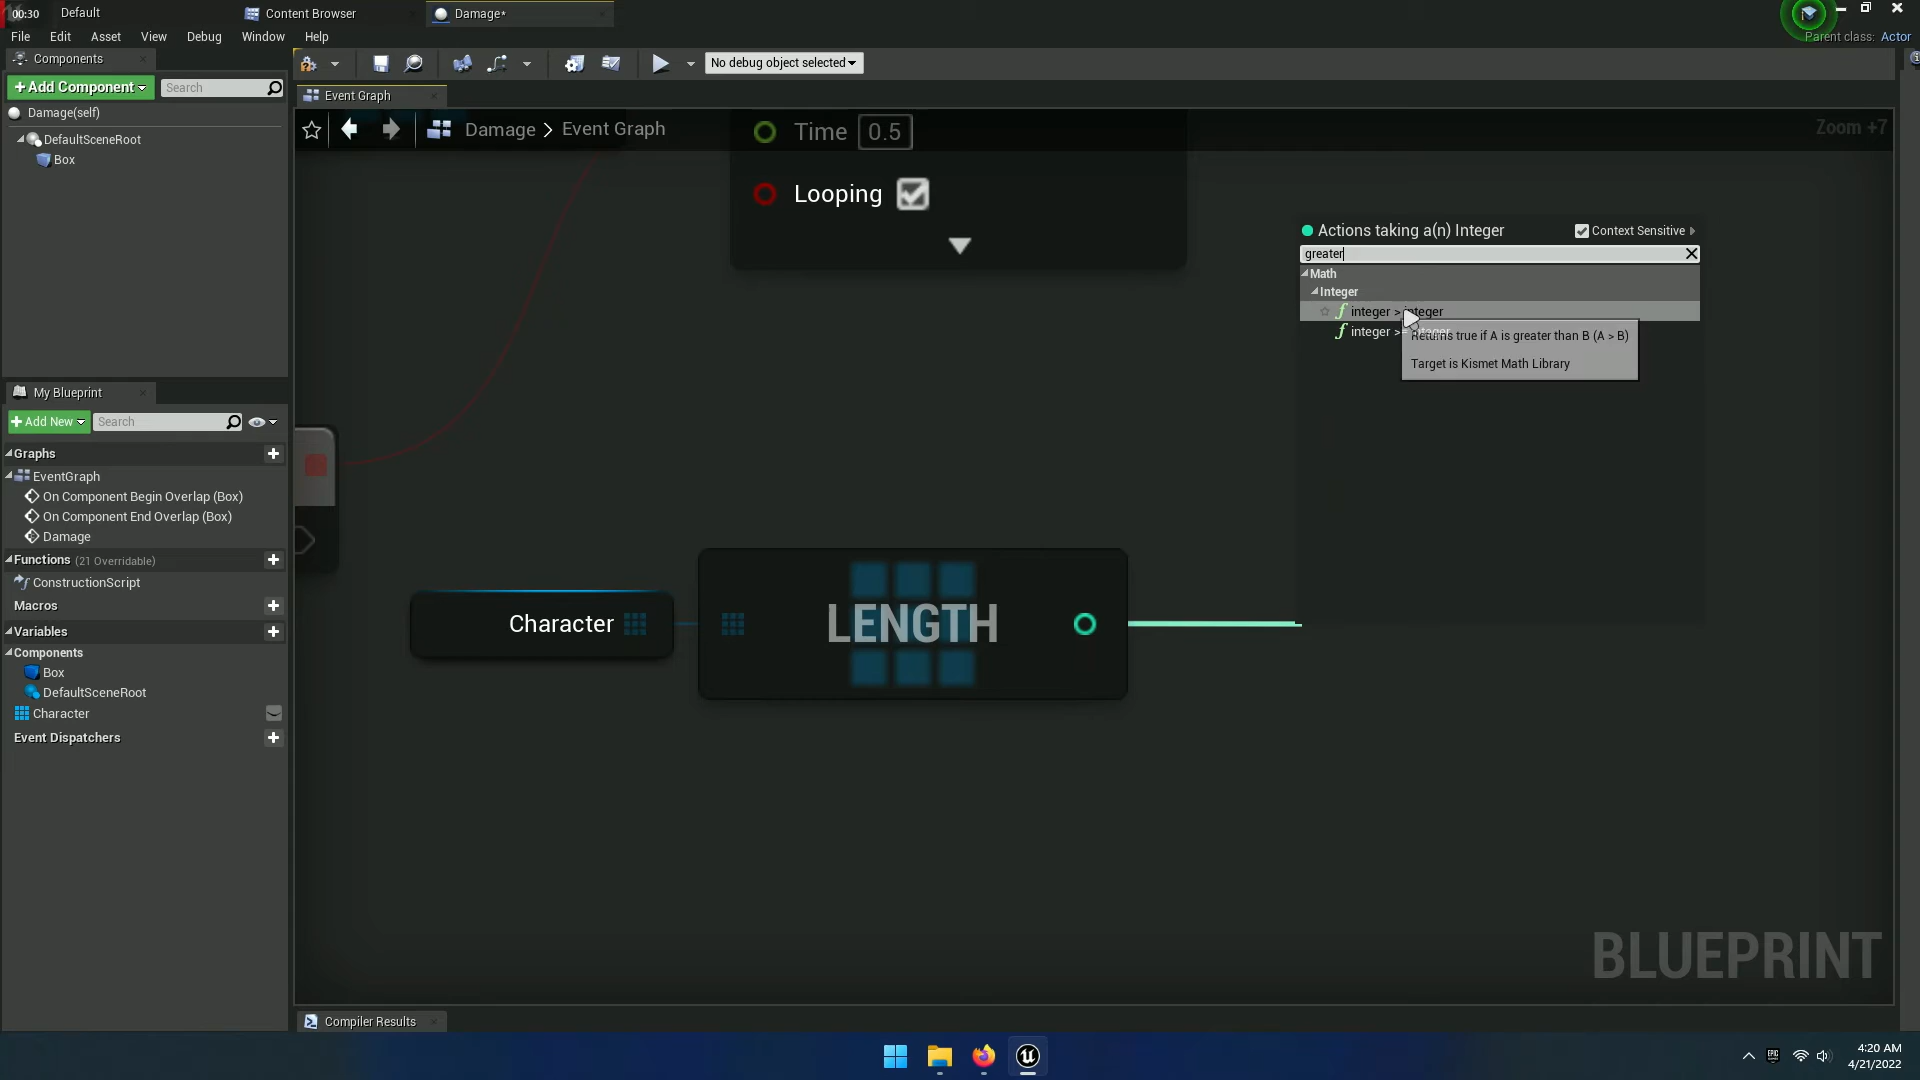 00:30
Default
Content Browser
Damage*
File Edit Asset View Debug Window Help
Parent class: Actor
Components
+ Add Component
Search
No debug object selected
Damage(self)
Event Graph
DefaultSceneRoot
Box
Damage > Event Graph
Zoom +7
Time 0.5
Looping
Actions taking a(n) Integer
Context Sensitive
greater
Math
Integer
integer > integer
integer >= integer
Returns true if A is greater than B (A > B)
Target is Kismet Math Library
My Blueprint
+ Add New
Search
Graphs
EventGraph
On Component Begin Overlap (Box)
On Component End Overlap (Box)
Damage
Functions (21 Overridable)
ConstructionScript
Macros
Variables
Components
Box
DefaultSceneRoot
Character
Event Dispatchers
Character
LENGTH
BLUEPRINT
Compiler Results
4:20 AM
4/21/2022